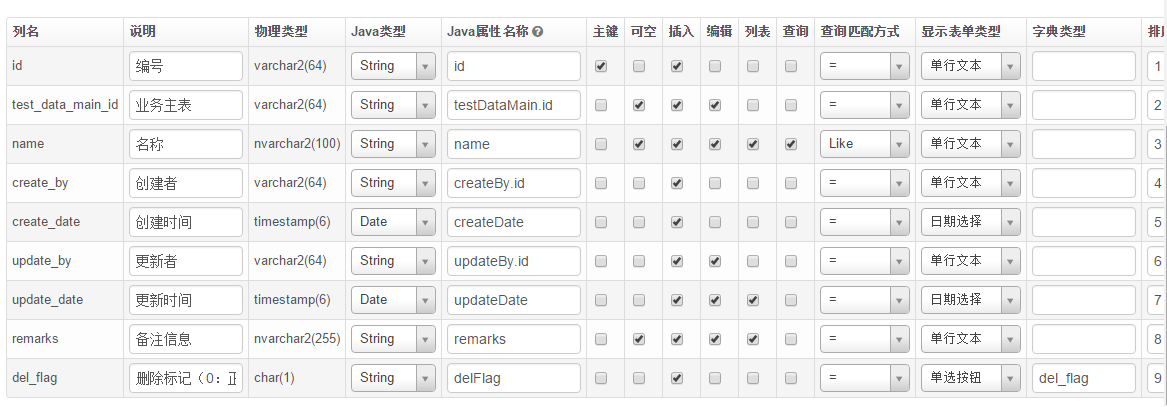 列名 说明 物理类型 Java类型 Java属性名称 ? 主键 可空 插入 编辑 列表 查询 查询匹配方式 显示表单类型 字典类型
id 编号 varchar2(64) String id = 单行文本 1
test_data_main_id 业务主表 varchar2(64) String testDataMain.id = 单行文本 2
name 名称 nvarchar2(100) String name Like 单行文本 3
create_by 创建者 varchar2(64) String createBy.id = 单行文本 4
create_date 创建时间 timestamp(6) Date createDate = 日期选择 5
update_by 更新者 varchar2(64) String updateBy.id = 单行文本 6
update_date 更新时间 timestamp(6) Date updateDate = 日期选择 7
remarks 备注信息 nvarchar2(255) String remarks = 单行文本 8
del_flag 删除标记（0：正 char(1) String delFlag = 单选按钮 del_flag 9